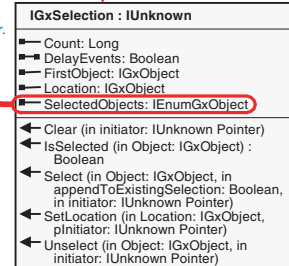 IGxSelection : IUnknown
r.
Count: Long
DelayEvents: Boolean
FirstObject: IGxObject
Location: IGxObject
SelectedObjects: IEnumGxObject
Clear (in initiator: IUnknown Pointer)
IsSelected (in Object: IGxObject) :
Boolean
Select (in Object: IGxObject, in
appendToExistingSelection: Boolean,
in initiator: IUnknown Pointer)
SetLocation (in Location: IGxObject,
pInitiator: IUnknown Pointer)
Unselect (in Object: IGxObject, in
initiator: IUnknown Pointer)